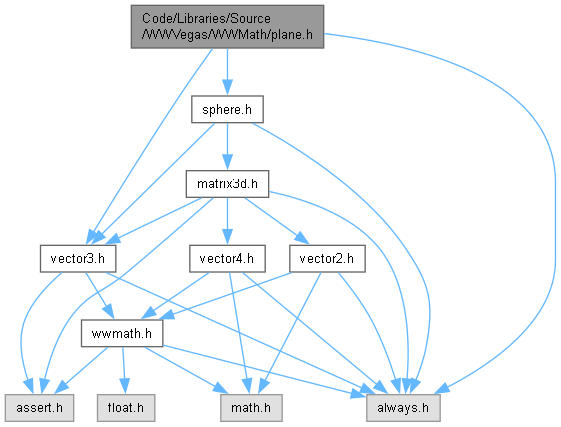 Code/Libraries/Source
/WWVegas/WWMath/plane.h
sphere.h
matrix3d.h
vector3.h
vector4.h
vector2.h
wwmath.h
assert.h
float.h
math.h
always.h